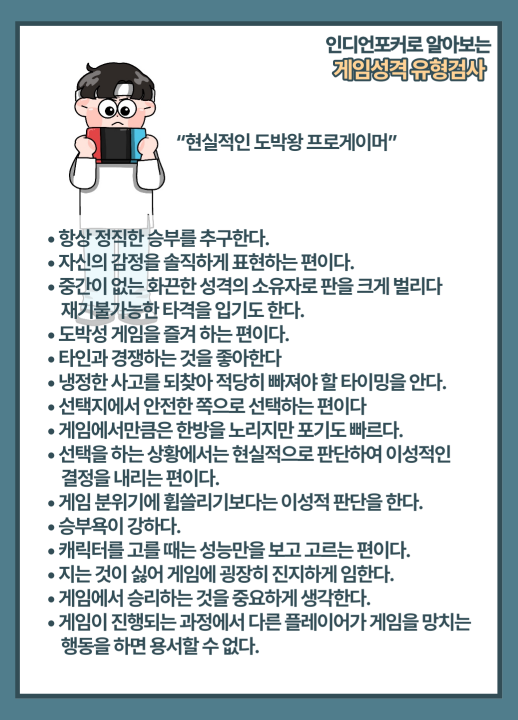 인디언포커로 알아보는
게임성격 유형검사
“현실적인 도박왕 프로게이머”
• 항상 정직한 승부를 추구한다.
• 자신의 감정을 솔직하게 표현하는 편이다.
• 중간이 없는 화끈한 성격의 소유자로 판을 크게 벌리다
재기불가능한 타격을 입기도 한다.
• 도박성 게임을 즐겨 하는 편이다.
• 타인과 경쟁하는 것을 좋아한다
• 냉정한 사고를 되찾아 적당히 빠져야 할 타이밍을 안다.
• 선택지에서 안전한 쪽으로 선택하는 편이다
• 게임에서만큼은 한방을 노리지만 포기도 빠르다.
• 선택을 하는 상황에서는 현실적으로 판단하여 이성적인
결정을 내리는 편이다.
• 게임 분위기에 휩쓸리기보다는 이성적 판단을 한다.
• 승부욕이 강하다.
• 캐릭터를 고를 때는 성능만을 보고 고르는 편이다.
• 지는 것이 싫어 게임에 굉장히 진지하게 임한다.
• 게임에서 승리하는 것을 중요하게 생각한다.
• 게임이 진행되는 과정에서 다른 플레이어가 게임을 망치는
행동을 하면 용서할 수 없다.